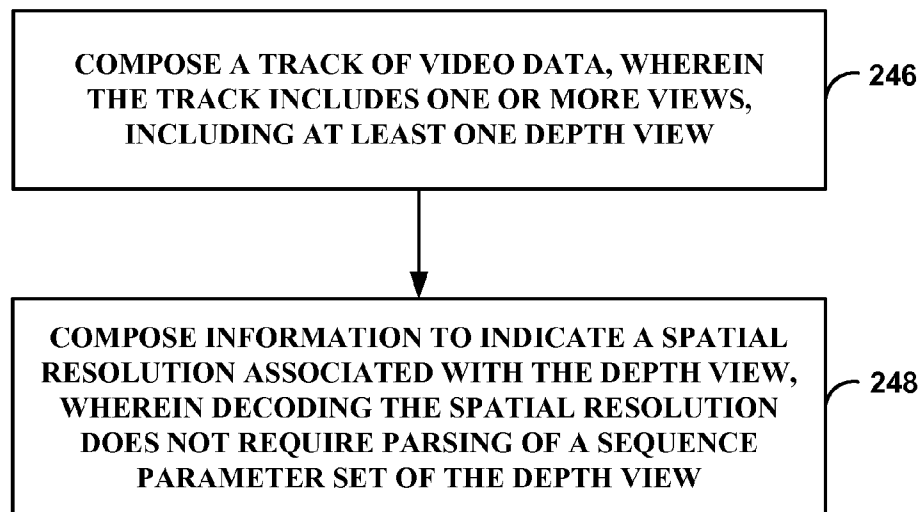 COMPOSE A TRACK OF VIDEO DATA, WHEREIN
THE TRACK INCLUDES ONE OR MORE VIEWS,
INCLUDING AT LEAST ONE DEPTH VIEW
246
COMPOSE INFORMATION TO INDICATE A SPATIAL
RESOLUTION ASSOCIATED WITH THE DEPTH VIEW,
WHEREIN DECODING THE SPATIAL RESOLUTION
DOES NOT REQUIRE PARSING OF A SEQUENCE
PARAMETER SET OF THE DEPTH VIEW
248